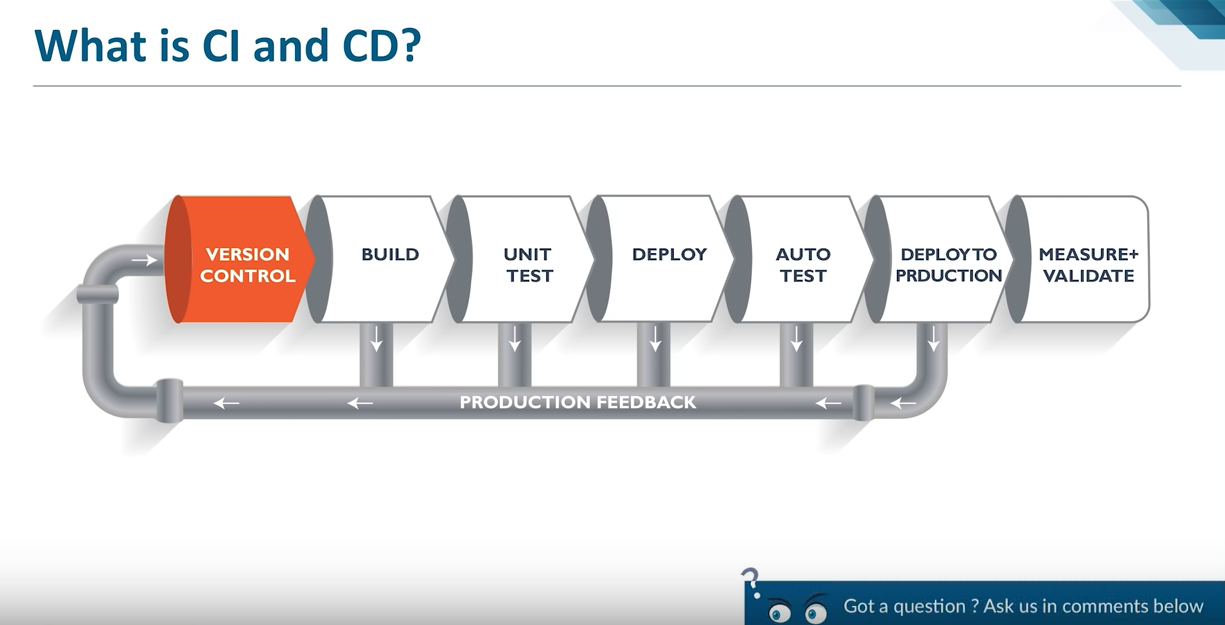 What is CI and CD?
VERSION
CONTROL
BUILD
UNIT
TEST
DEPLOY
AUTO
TEST
DEPLOY TO
PRDUCTION
MEASURE+
VALIDATE
PRODUCTION FEEDBACK
?
Got a question ? Ask us in comments below